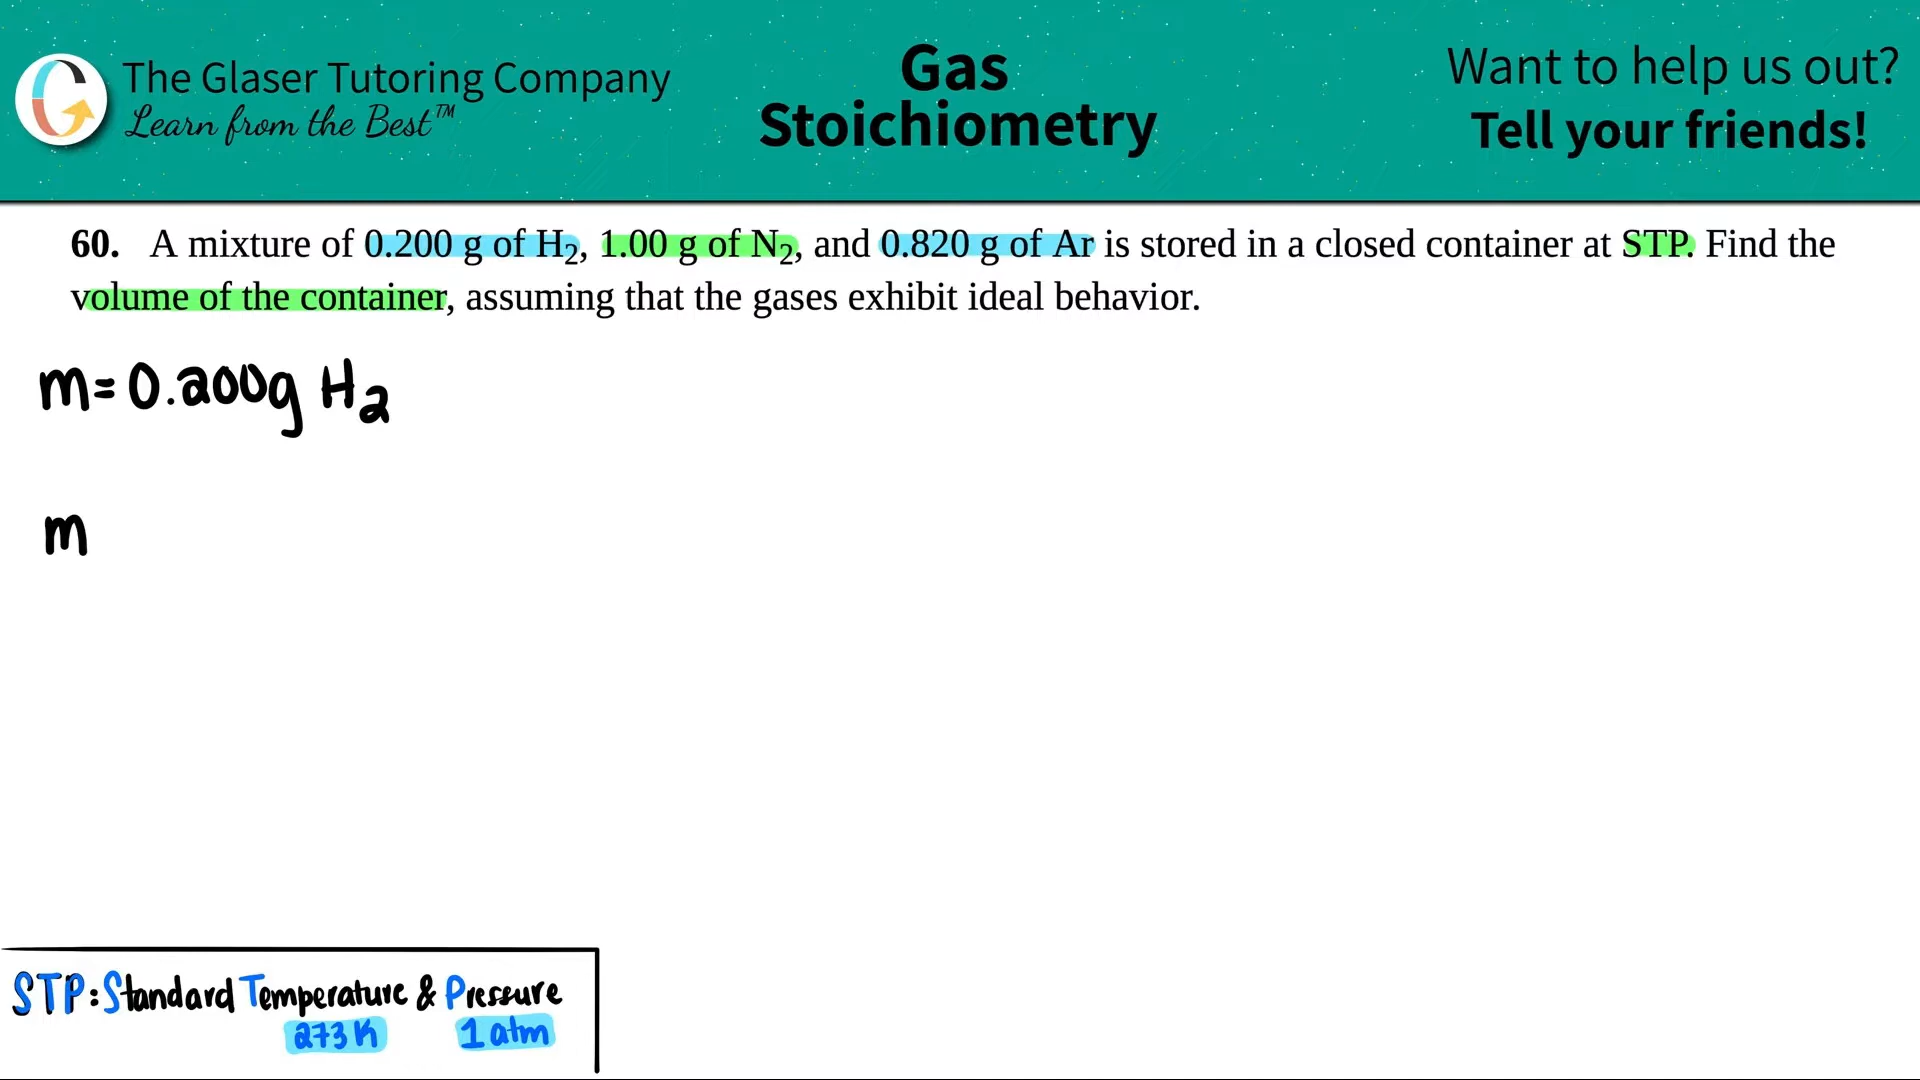 The Glaser Tutoring Company
Learn from the Best™
Gas
Stoichiometry
Want to help us out?
Tell your friends!
60. A mixture of 0.200 g of H₂, 1.00 g of N₂, and 0.820 g of Ar is stored in a closed container at STP. Find the
volume of the container, assuming that the gases exhibit ideal behavior.
m=0.200g H₂
m
STP: Standard Temperature & Pressure
273K 1 atm